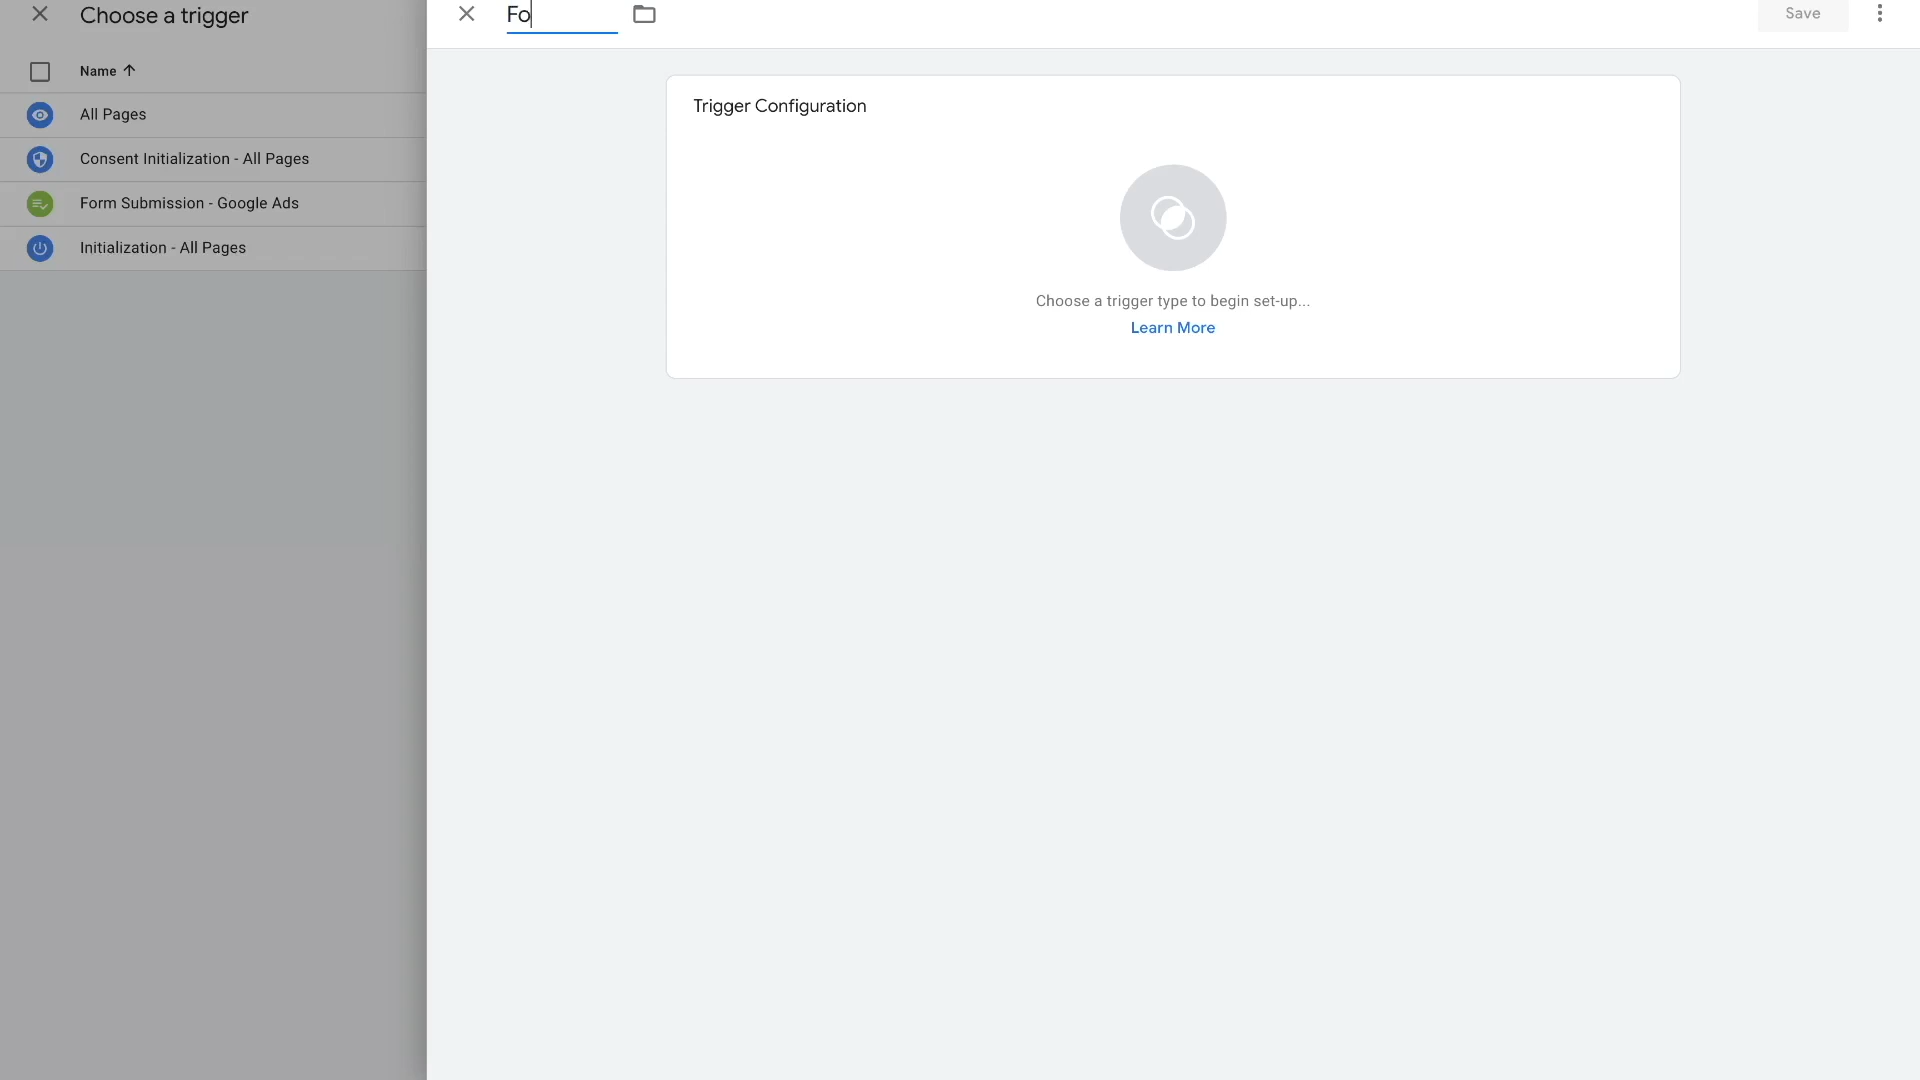 Choose a trigger
Name
All Pages
Consent Initialization - All Pages
Form Submission - Google Ads
Initialization - All Pages
Fo
Save
Trigger Configuration
Choose a trigger type to begin set-up...
Learn More